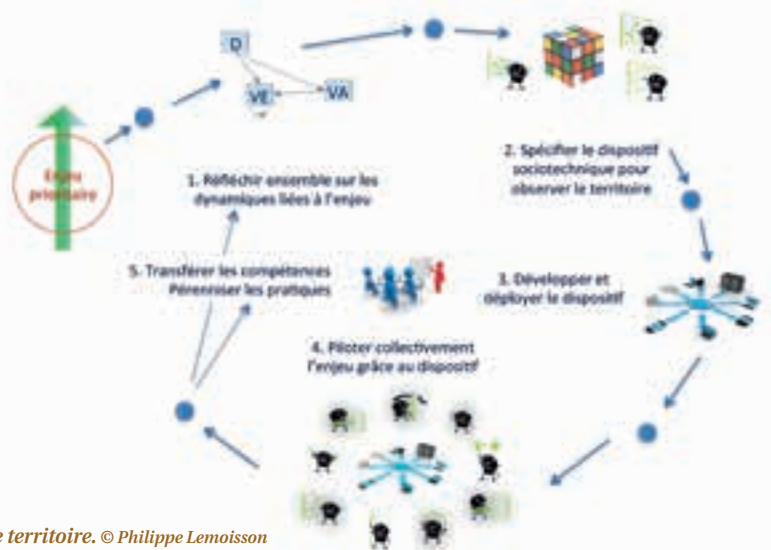 D
VE
VA
Enjeu
prioritaire
1. Réfléchir ensemble sur les
dynamiques liées à l'enjeu
2. Spécifier le dispositif
sociotechnique pour
observer le territoire
3. Développer et
déployer le dispositif
4. Piloter collectivement
l'enjeu grâce au dispositif
5. Transférer les compétences
Pérenniser les pratiques
e territoire. © Philippe Lemoisson